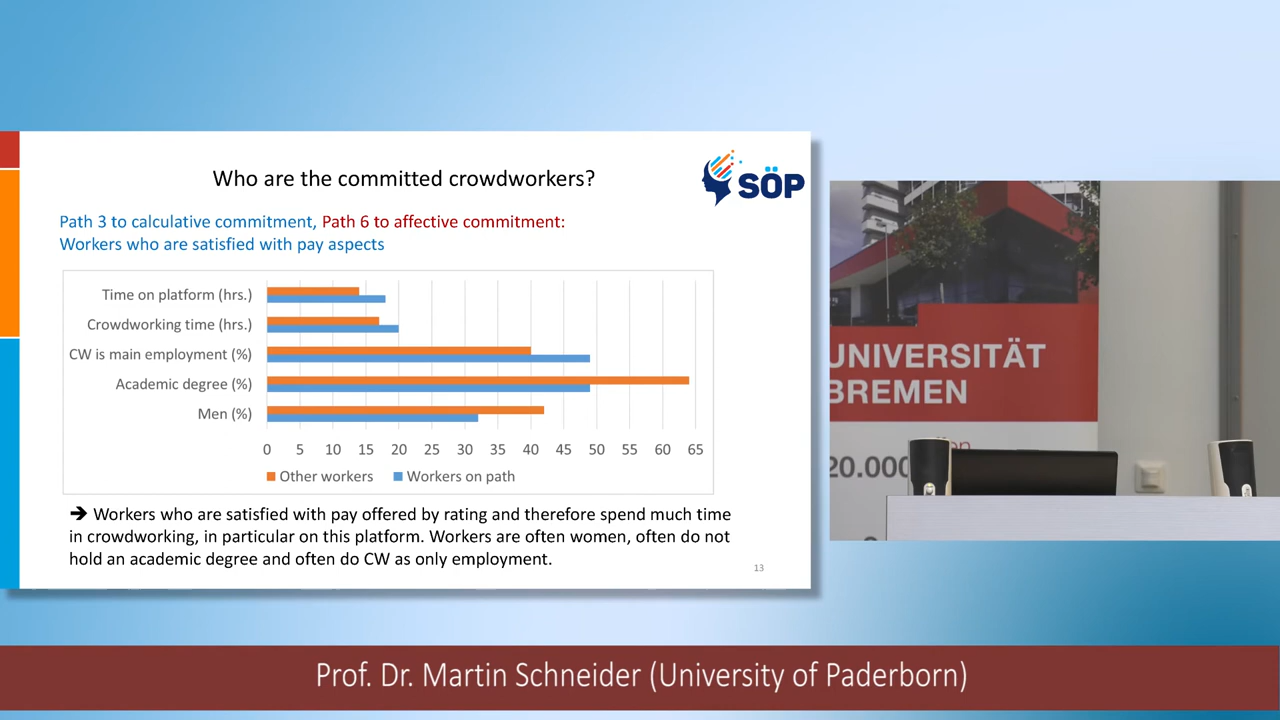 Who are the committed crowdworkers?
SÖP
Path 3 to calculative commitment, Path 6 to affective commitment:
Workers who are satisfied with pay aspects
Time on platform (hrs.)
Crowdworking time (hrs.)
CW is main employment (%)
Academic degree (%)
Men (%)
0 5 10 15 20 25 30 35 40 45 50 55 60 65
Other workers Workers on path
➔ Workers who are satisfied with pay offered by rating and therefore spend much time
in crowdworking, in particular on this platform. Workers are often women, often do not
hold an academic degree and often do CW as only employment.
13
UNIVERSITÄT
BREMEN
20.000
Prof. Dr. Martin Schneider (University of Paderborn)